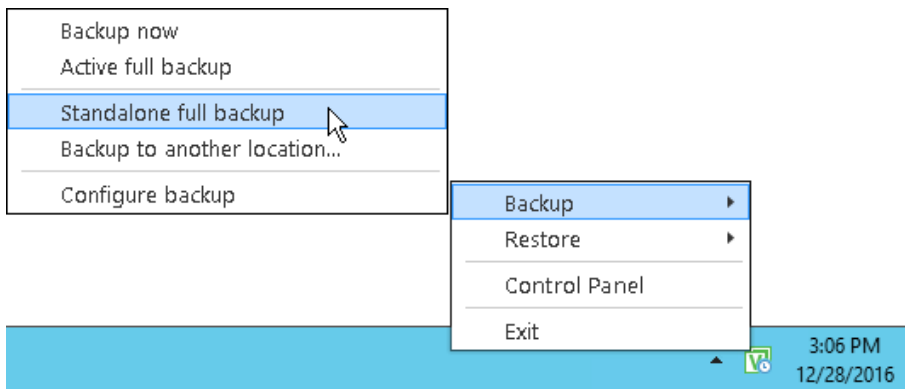 Backup now
Active full backup
Standalone full backup
Backup to another location...
Configure backup
Backup
Restore
Control Panel
Exit
3:06 PM
12/28/2016